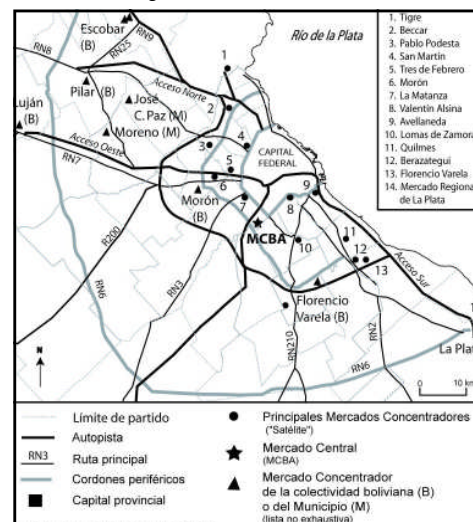 Escobar
(B)
RN9
RN25
RN8
Río de la Plata
1
Acceso Norte
2
Pilar
(B)
José
C. Paz (M)
Moreno (M)
Luján
(B)
Acceso Oeste
RN7
3
4
CAPITAL
FEDERAL
5
6
Morón
(B)
7
8
9
MCBA
10
11
12
13
R200
RN3
RN6
Florencio
Varela (B)
RN210
RN2
Acceso Sur
RN6
La Plata
N
0
10 km
1. Tigre
2. Beccar
3. Pablo Podesta
4. San Martín
5. Tres de Febrero
6. Morón
7. La Matanza
8. Valentín Alsina
9. Avellaneda
10. Lomas de Zamora
11. Quilmes
12. Berazategui
13. Florencio Varela
14. Mercado Regional
de La Plata
Límite de partido
Autopista
RN3 Ruta principal
Cordones periféricos
Capital provincial
Principales Mercados Concentradores
("Satélite")
Mercado Central
(MCBA)
Mercado Concentrador
de la colectividad boliviana (B)
o del Municipio (M)
(lista no exhaustiva)